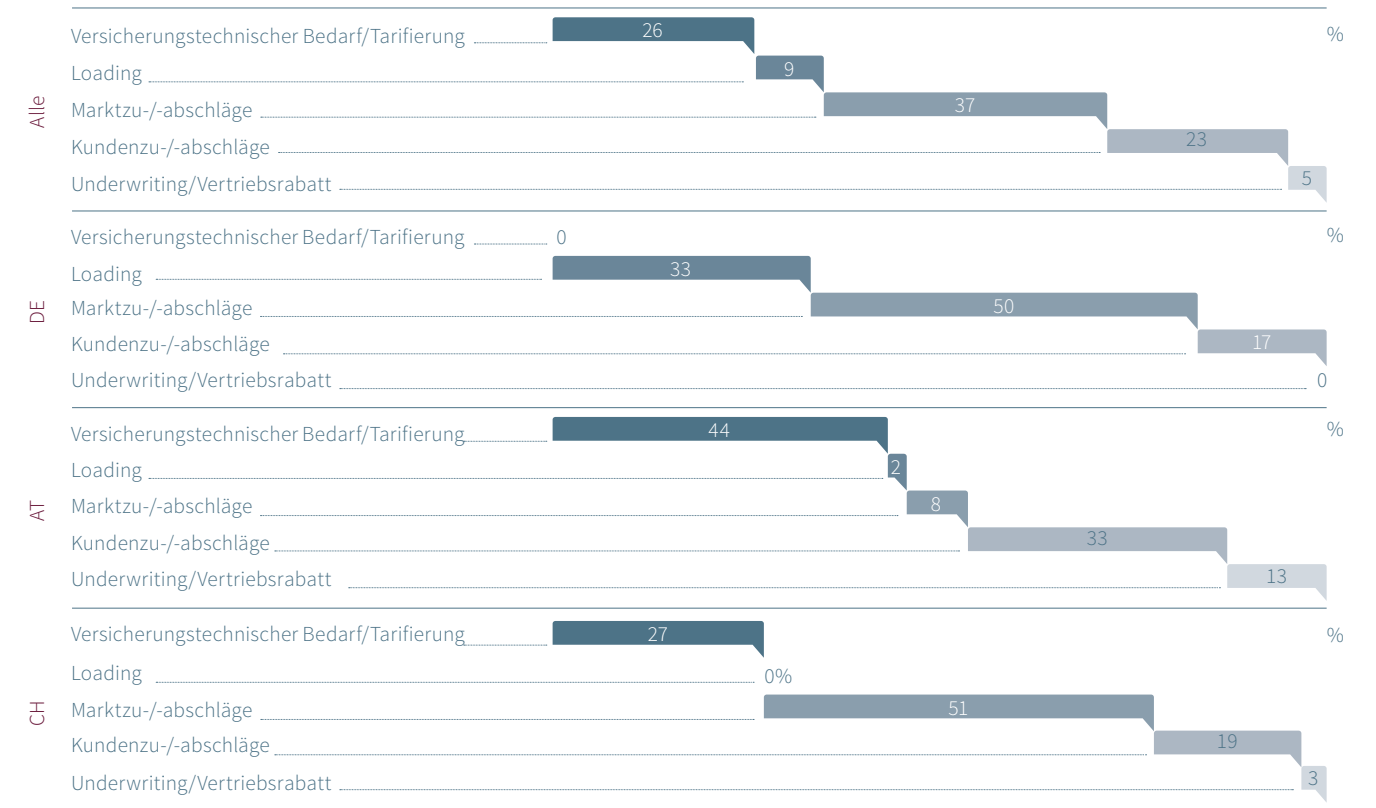 Alle
Versicherungstechnischer Bedarf/Tarifierung 26 %
Loading 9
Marktzu-/-abschläge 37
Kundenzu-/-abschläge 23
Underwriting/Vertriebsrabatt 5
DE
Versicherungstechnischer Bedarf/Tarifierung 0 %
Loading 33
Marktzu-/-abschläge 50
Kundenzu-/-abschläge 17
Underwriting/Vertriebsrabatt 0
AT
Versicherungstechnischer Bedarf/Tarifierung 44 %
Loading 2
Marktzu-/-abschläge 8
Kundenzu-/-abschläge 33
Underwriting/Vertriebsrabatt 13
CH
Versicherungstechnischer Bedarf/Tarifierung 27 %
Loading 0%
Marktzu-/-abschläge 51
Kundenzu-/-abschläge 19
Underwriting/Vertriebsrabatt 3